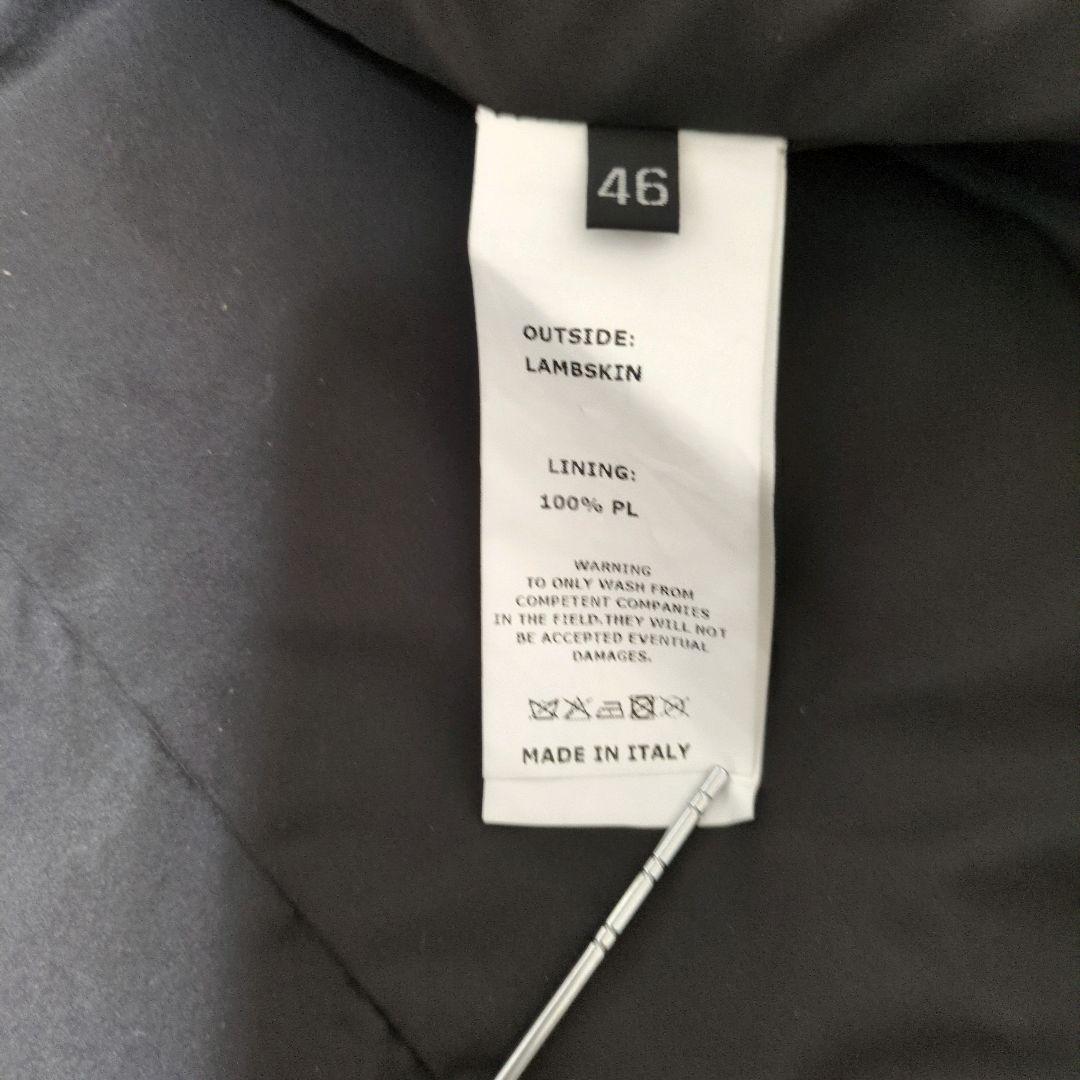 46
OUTSIDE:
LAMBSKIN
LINING:
100% PL
WARNING
TO ONLY WASH FROM
COMPETENT COMPANIES
IN THE FIELD.THEY WILL NOT
BE ACCEPTED EVENTUAL
DAMAGES.
MADE IN ITALY